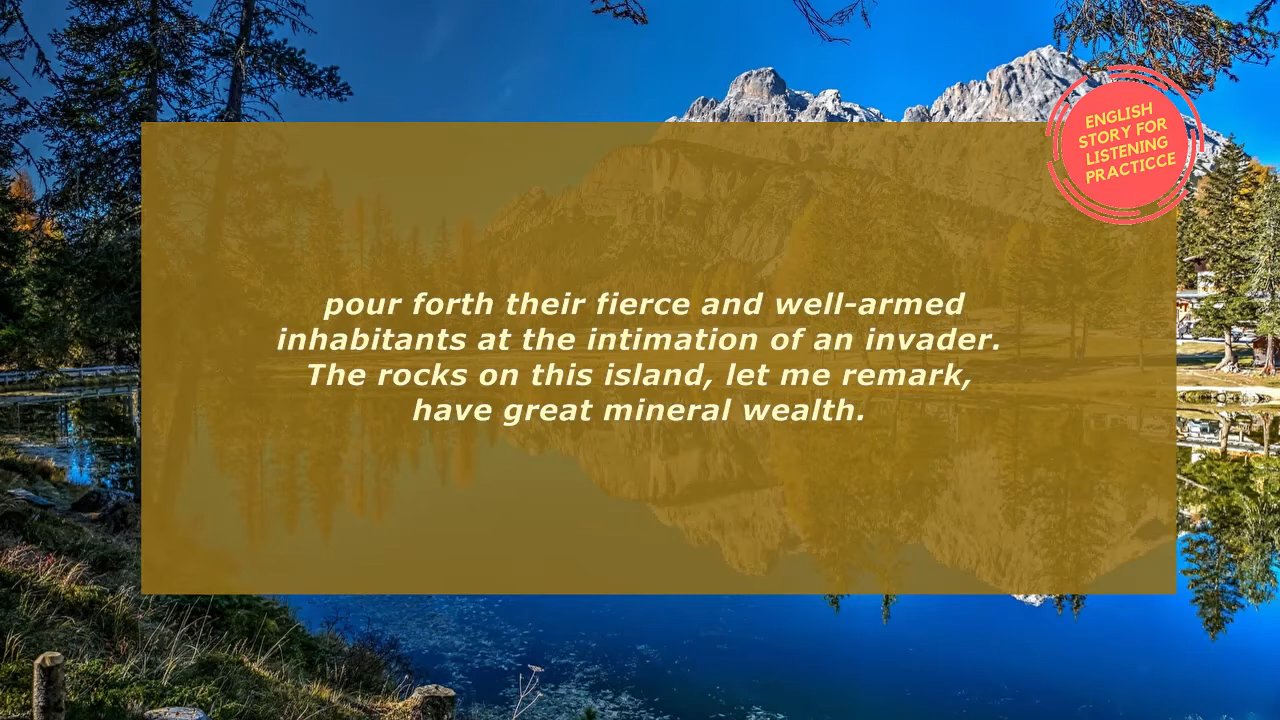 pour forth their fierce and well-armed
inhabitants at the intimation of an invader.
The rocks on this island, let me remark,
have great mineral wealth.
ENGLISH
STORY FOR
LISTENING
PRACTICCE